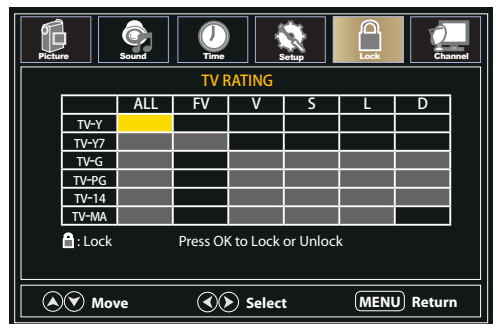 Picture Sound Time Setup Lock Channel
TV RATING
ALL FV V S L D
TV-Y
TV-Y7
TV-G
TV-PG
TV-14
TV-MA
: Lock Press OK to Lock or Unlock
Move Select MENU Return